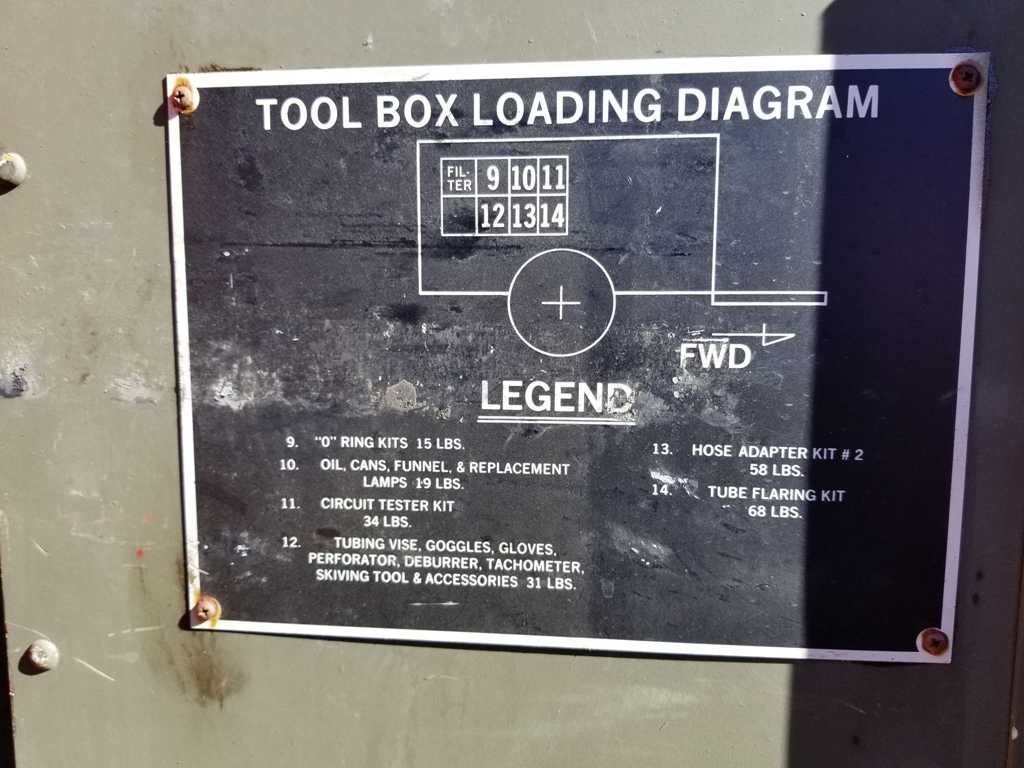 TOOL BOX LOADING DIAGRAM
FIL-
TER
9 10 11
12 13 14
FWD
LEGEND
9. "O" RING KITS 15 LBS.
10. OIL, CANS, FUNNEL, & REPLACEMENT
LAMPS 19 LBS.
11. CIRCUIT TESTER KIT
34 LBS.
12. TUBING VISE, GOGGLES, GLOVES,
PERFORATOR, DEBURRER, TACHOMETER,
SKIVING TOOL & ACCESSORIES 31 LBS.
13. HOSE ADAPTER KIT # 2
58 LBS.
14. TUBE FLARING KIT
68 LBS.